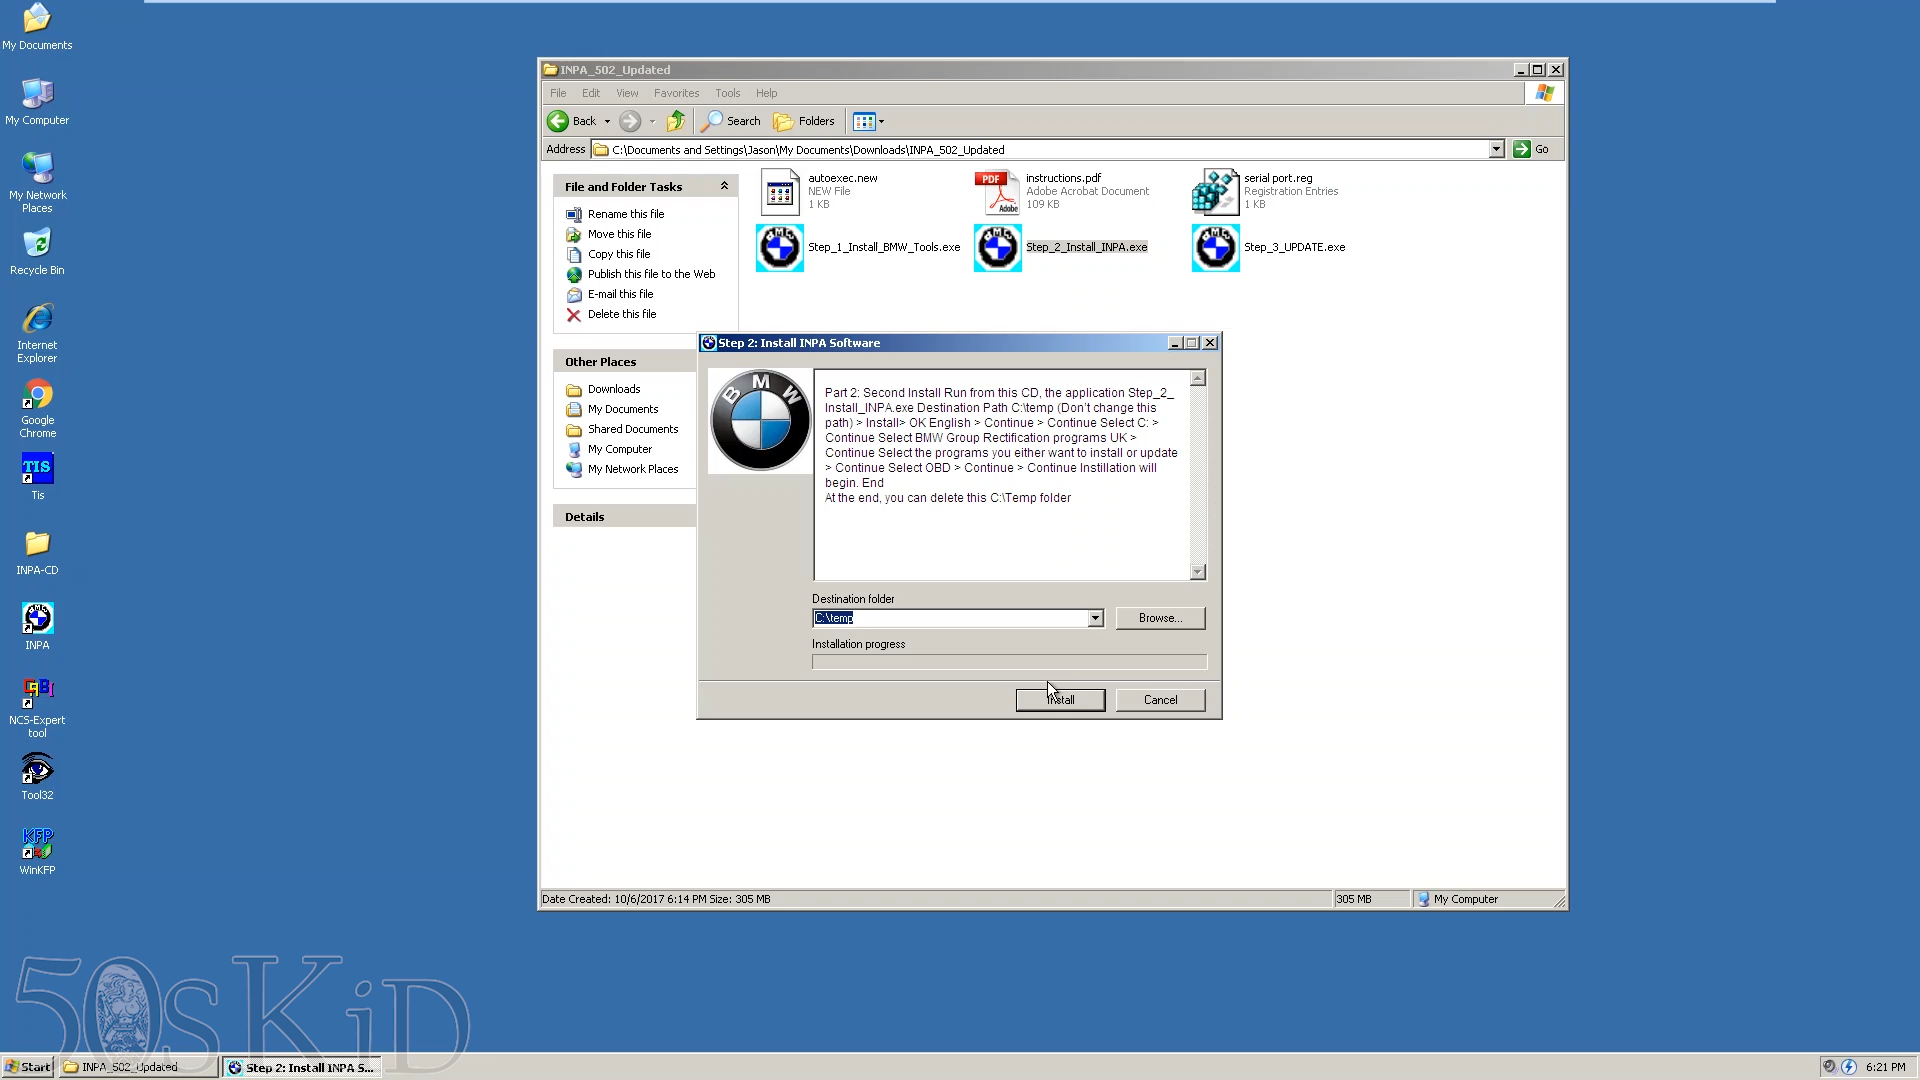 My Documents
My Computer
My Network
Places
Recycle Bin
Internet
Explorer
Google
Chrome
TIS
Tis
INPA-CD
INPA
NCS-Expert
tool
Tool32
KFP
WinKFP
INPA_502_Updated
File Edit View Favorites Tools Help
Back Search Folders
Address C:\Documents and Settings\Jason\My Documents\Downloads\INPA_502_Updated Go
File and Folder Tasks
Rename this file
Move this file
Copy this file
Publish this file to the Web
E-mail this file
Delete this file
Other Places
Downloads
My Documents
Shared Documents
My Computer
My Network Places
Details
autoexec.new
NEW File
1 KB
PDF
Adobe
instructions.pdf
Adobe Acrobat Document
109 KB
serial port.reg
Registration Entries
1 KB
Step_1_Install_BMW_Tools.exe
Step_2_Install_INPA.exe
Step_3_UPDATE.exe
Step 2: Install INPA Software
BMW
Part 2: Second Install Run from this CD, the application Step_2_
Install_INPA.exe Destination Path C:\temp (Don't change this
path) > Install> OK English > Continue > Continue Select C: >
Continue Select BMW Group Rectification programs UK >
Continue Select the programs you either want to install or update
> Continue Select OBD > Continue > Continue Instillation will
begin. End
At the end, you can delete this C:\Temp folder
Destination folder
C:\temp
Browse...
Installation progress
Install
Cancel
Date Created: 10/6/2017 6:14 PM Size: 305 MB
305 MB
My Computer
50sKiD
Start
INPA_502_Updated
Step 2: Install INPA S...
6:21 PM